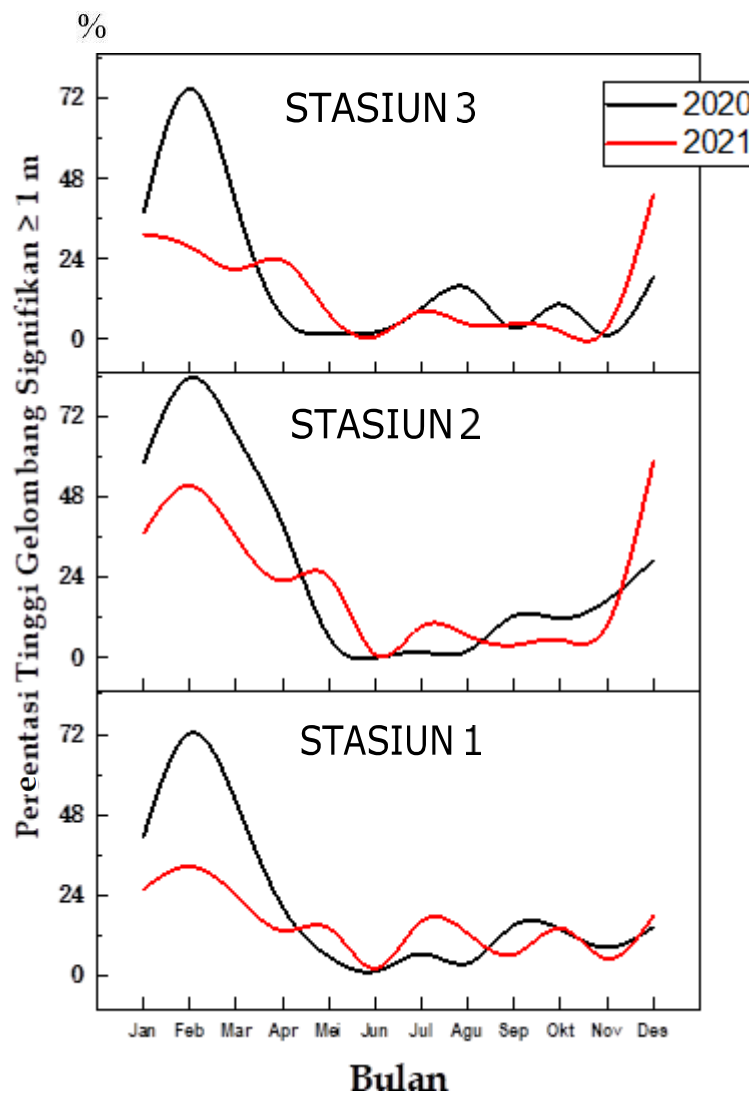 %
STASIUN 3
2020
2021
72
48
24
0
STASIUN 2
72
48
24
0
STASIUN 1
72
48
24
0
Persentasi Tinggi Gelombang Signifikan ≥ 1 m
Jan Feb Mar Apr Mei Jun Jul Agu Sep Okt Nov Des
Bulan